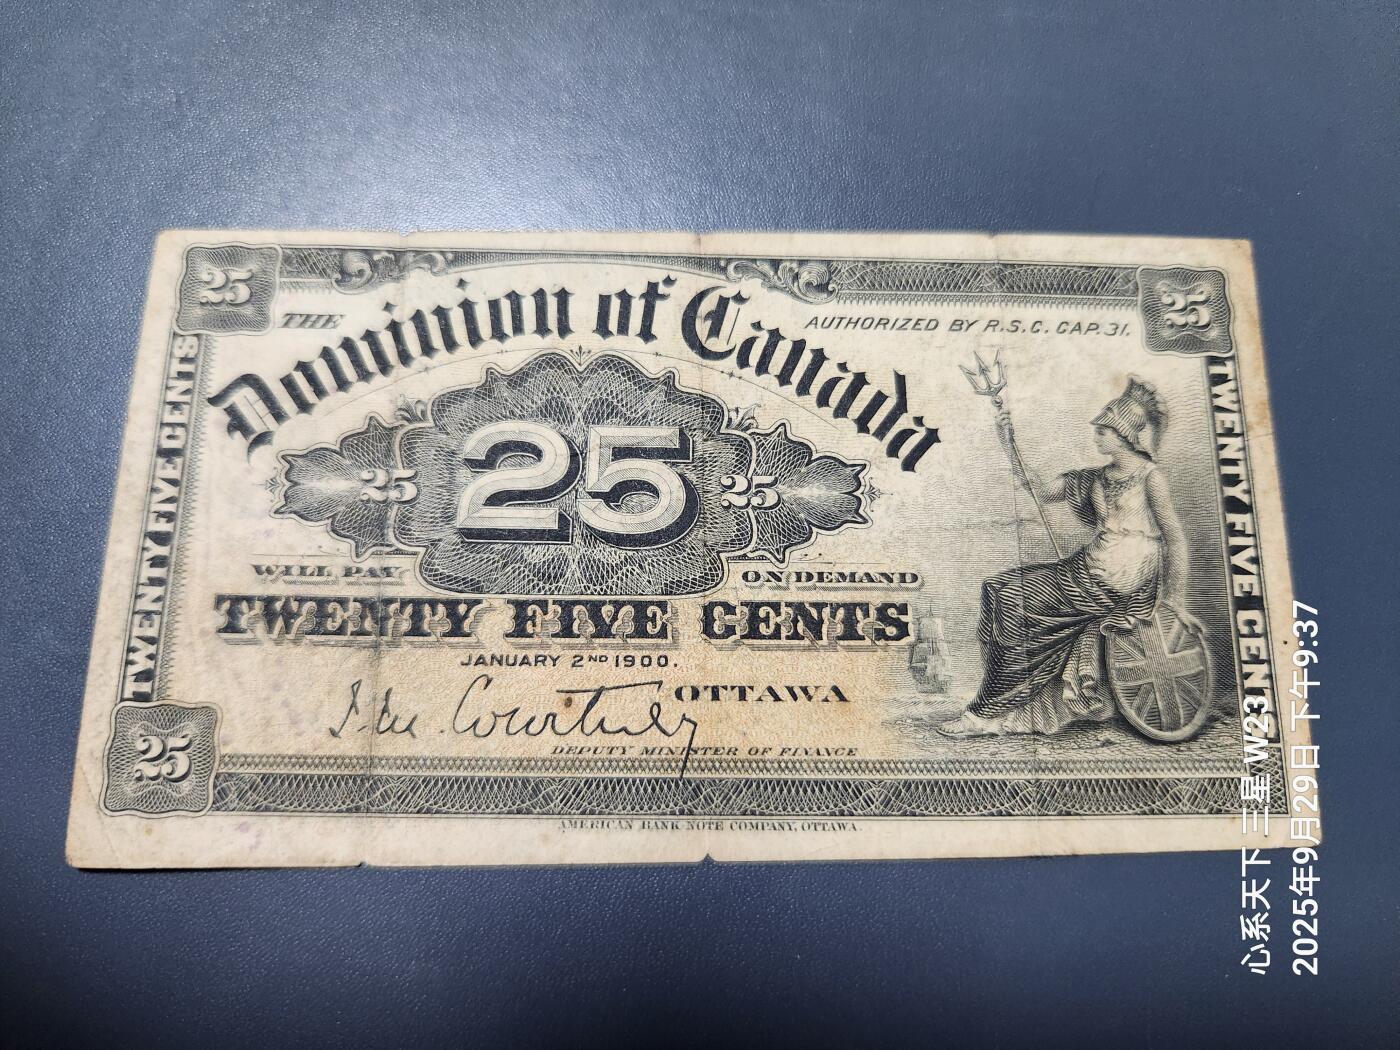 25
25
THE
Dominion of Canada
AUTHORIZED BY R.S.C. CAP. 31.
TWENTY FIVE CENTS
25
25
25
TWENTY FIVE CENTS
WILL PAY
ON DEMAND
TWENTY FIVE CENTS
JANUARY 2ND 1900.
OTTAWA
Courtney
DEPUTY MINISTER OF FINANCE
25
AMERICAN BANK NOTE COMPANY, OTTAWA.
心系天下 三星 W23
2025年9月29日 下午9:37